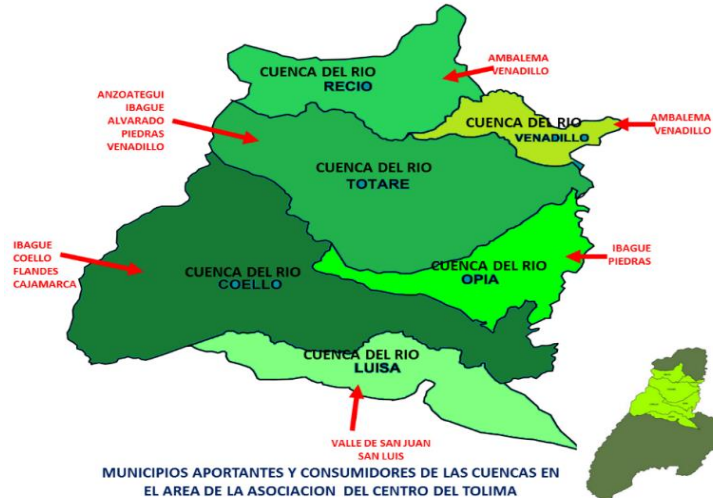 CUENCA DEL RIO
RECIO
AMBALEMA
VENADILLO
ANZOATEGUI
IBAGUE
ALVARADO
PIEDRAS
VENADILLO
CUENCA DEL RIO
VENADILLO
AMBALEMA
VENADILLO
CUENCA DEL RIO
TOTARE
IBAGUE
COELLO
FLANDES
CAJAMARCA
CUENCA DEL RIO
COELLO
CUENCA DEL RIO
OPIA
IBAGUE
PIEDRAS
CUENCA DEL RIO
LUISA
VALLE DE SAN JUAN
SAN LUIS
MUNICIPIOS APORTANTES Y CONSUMIDORES DE LAS CUENCAS EN
EL AREA DE LA ASOCIACION DEL CENTRO DEL TOLIMA